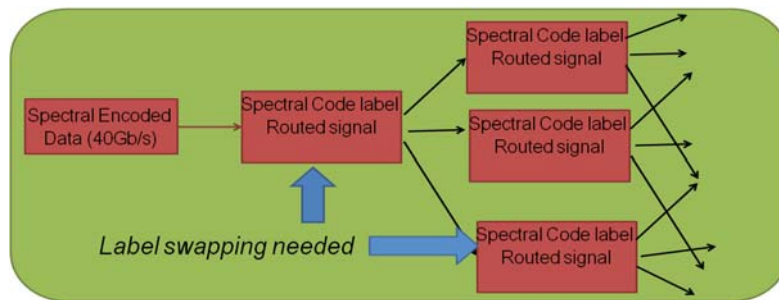 Spectral Encoded
Data (40Gb/s)
Spectral Code label
Routed signal
Spectral Code label
Routed signal
Spectral Code label
Routed signal
Spectral Code label
Routed signal
Label swapping needed